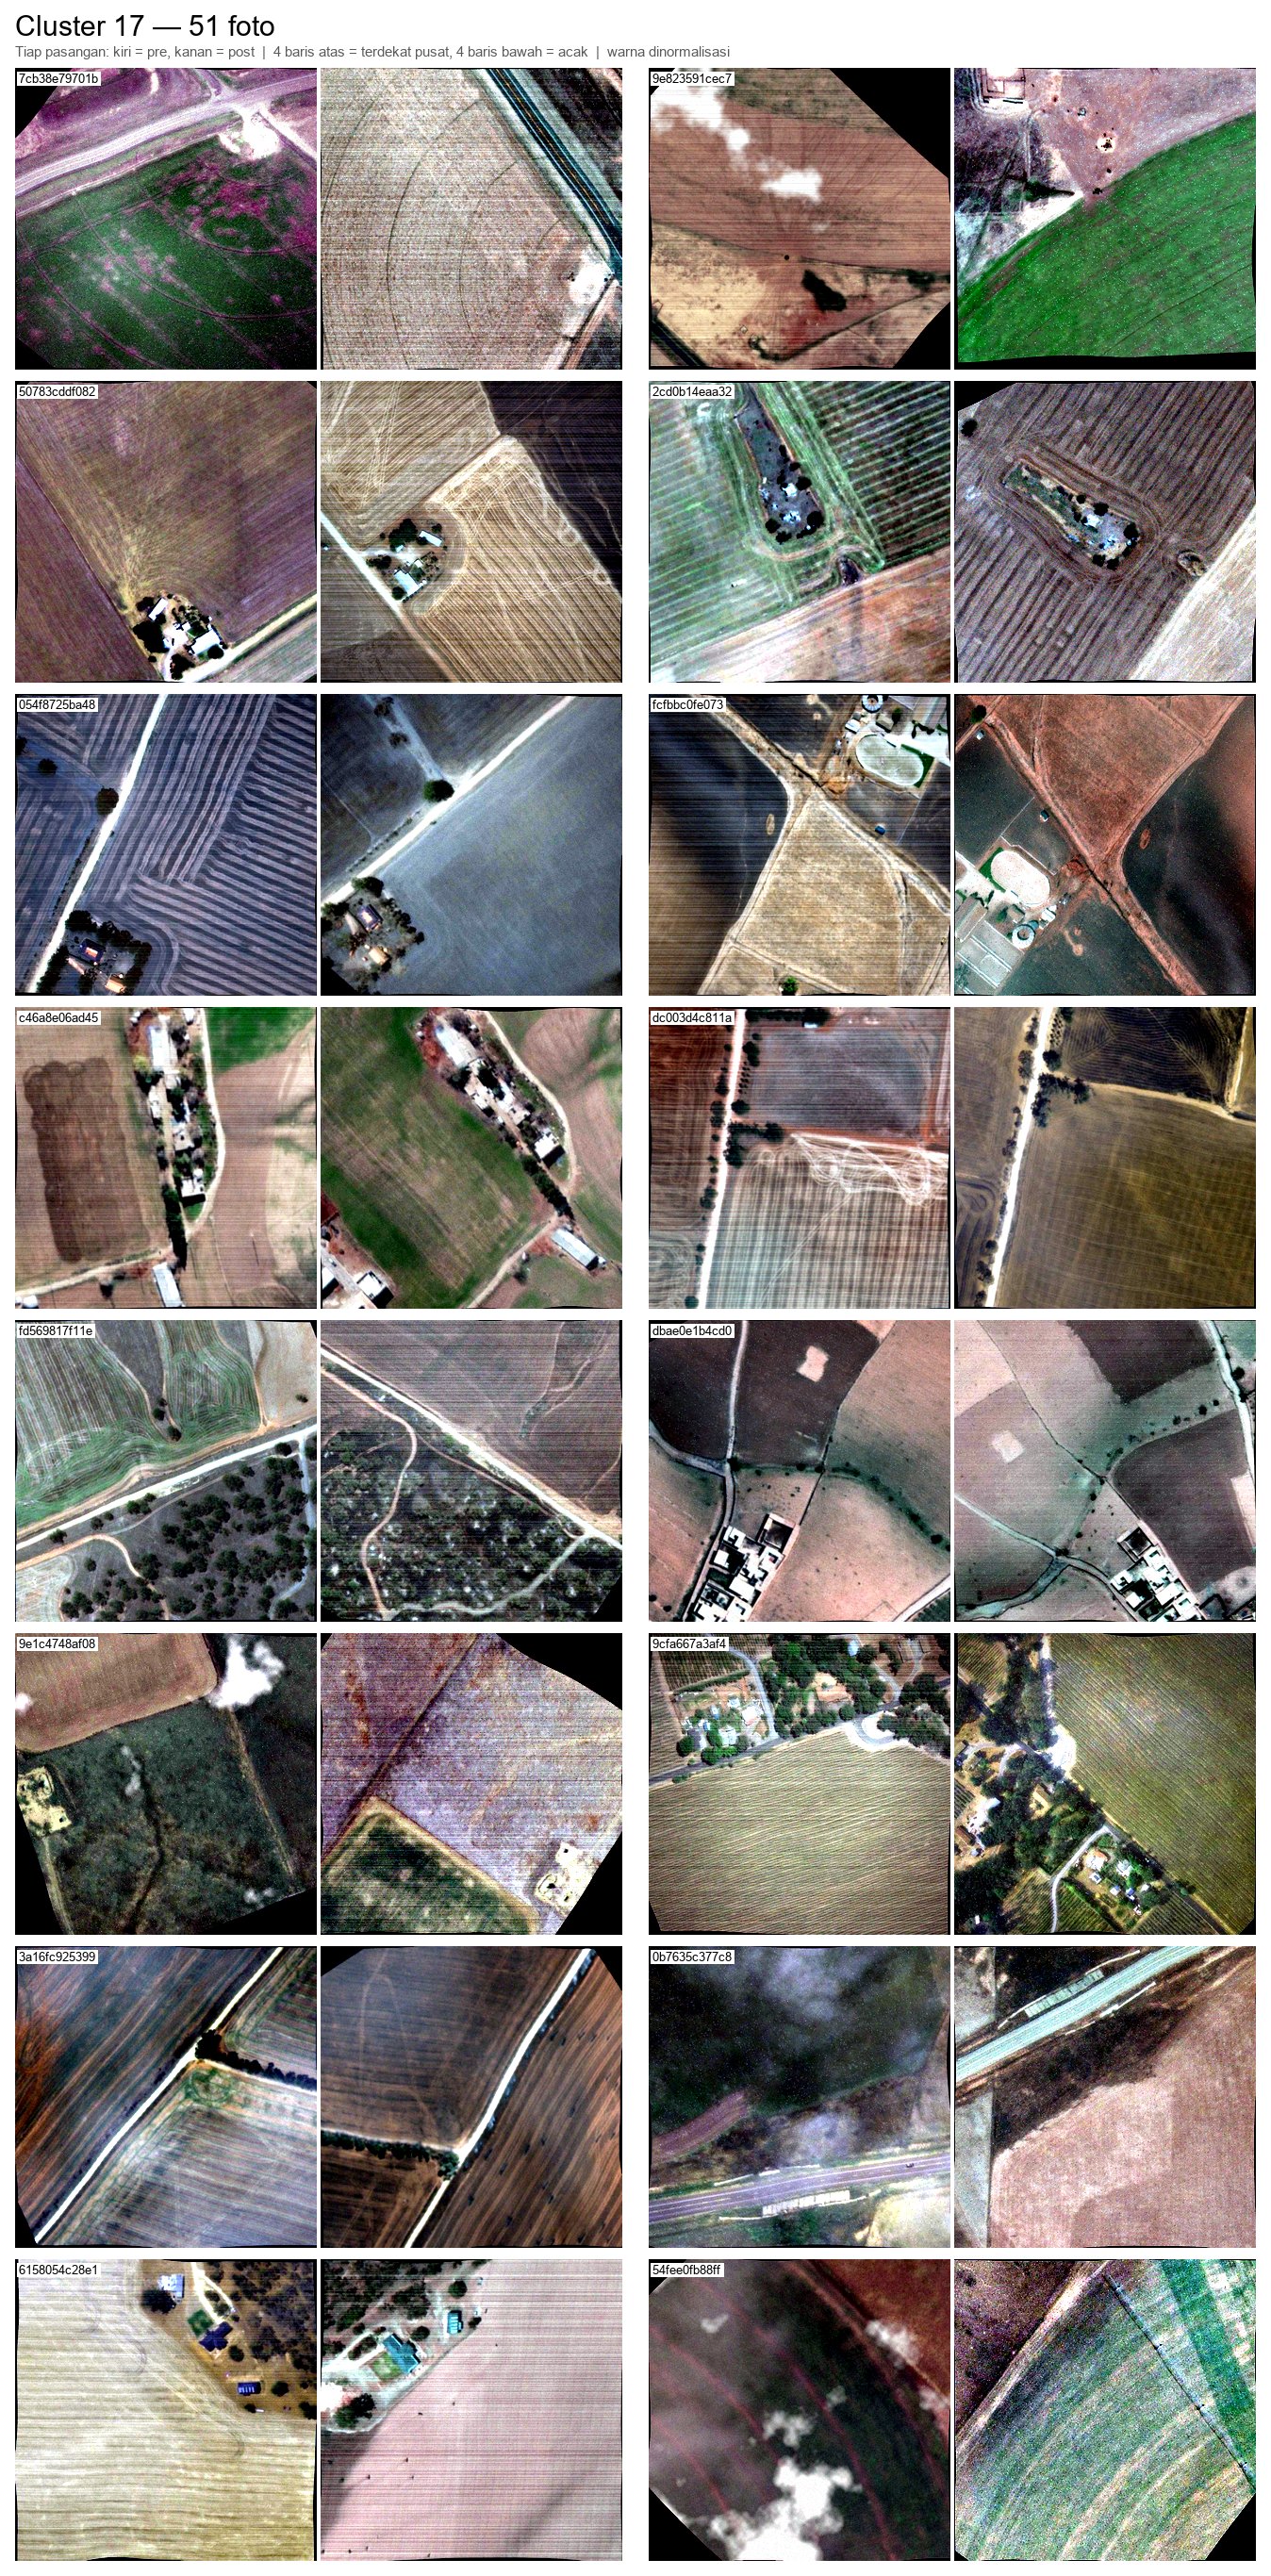 Cluster 17 — 51 foto
Tiap pasangan: kiri = pre, kanan = post | 4 baris atas = terdekat pusat, 4 baris bawah = acak | warna dinormalisasi
7cb38e79701b
9e823591cec7
50783cddf082
2cd0b14eaa32
054f8725ba48
fcfbbc0fe073
c46a8e06ad45
dc003d4c811a
fd569817f11e
dbae0e1b4cd0
9e1c4748af08
9cfa667a3af4
3a16fc925399
0b7635c377c8
6158054c28e1
54fee0fb88ff